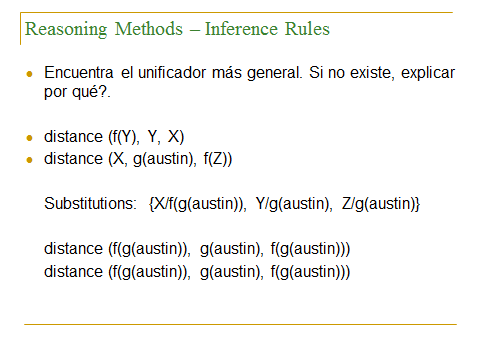 Reasoning Methods – Inference Rules
Encuentra el unificador más general. Si no existe, explicar
por qué?.
distance (f(Y), Y, X)
distance (X, g(austin), f(Z))
Substitutions: {X/f(g(austin)), Y/g(austin), Z/g(austin)}
distance (f(g(austin)), g(austin), f(g(austin)))
distance (f(g(austin)), g(austin), f(g(austin)))